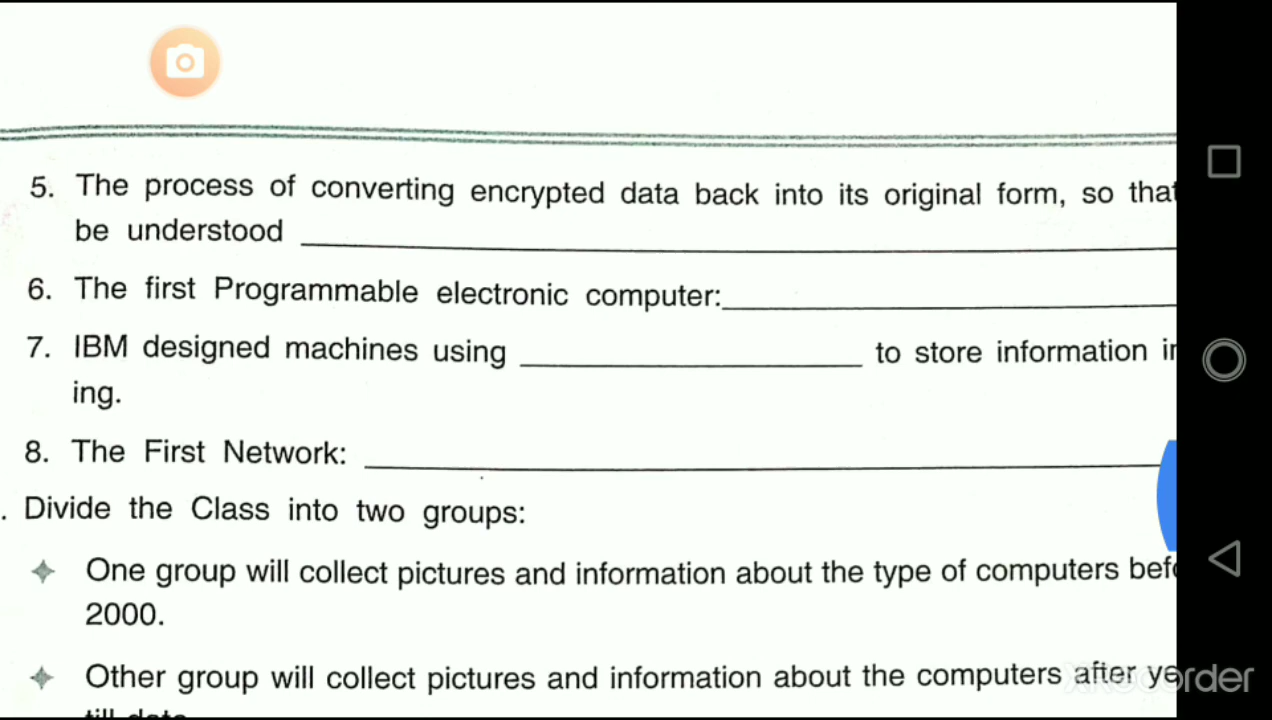 5. The process of converting encrypted data back into its original form, so that
be understood
6. The first Programmable electronic computer:
7. IBM designed machines using to store information in
ing.
8. The First Network:
. Divide the Class into two groups:
One group will collect pictures and information about the type of computers bef
2000.
Other group will collect pictures and information about the computers after ye
till date
XRecorder